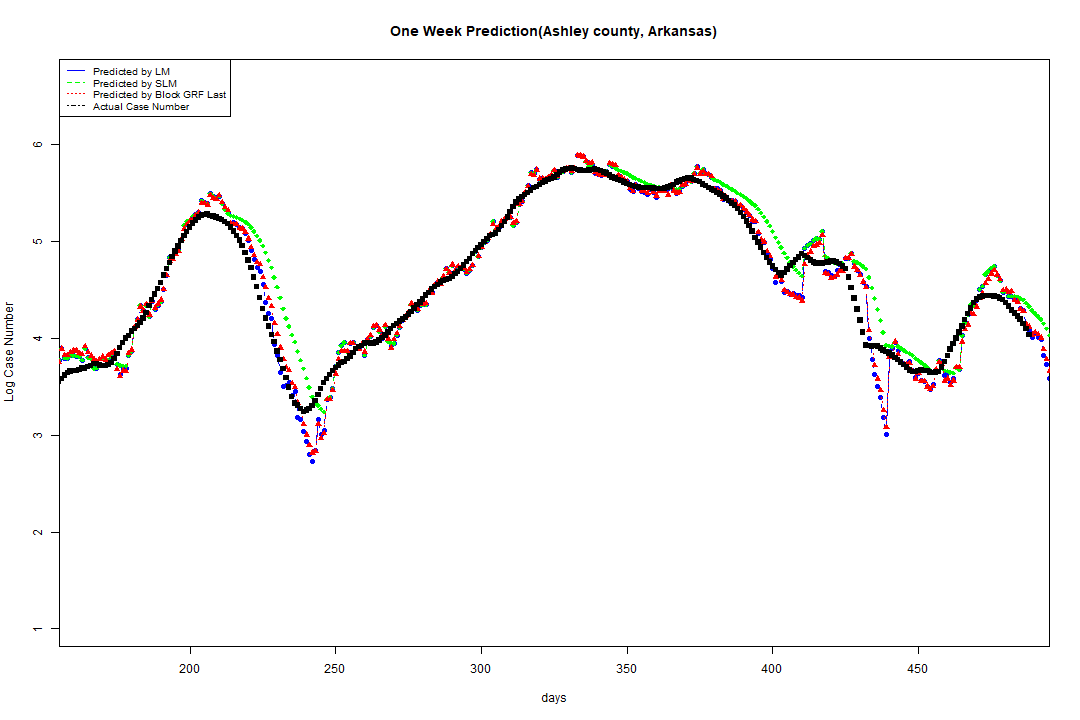 One Week Prediction(Ashley county, Arkansas)
Predicted by LM
Predicted by SLM
Predicted by Block GRF Last
Actual Case Number
6
5
4
3
2
1
Log Case Number
200 250 300 350 400 450
days